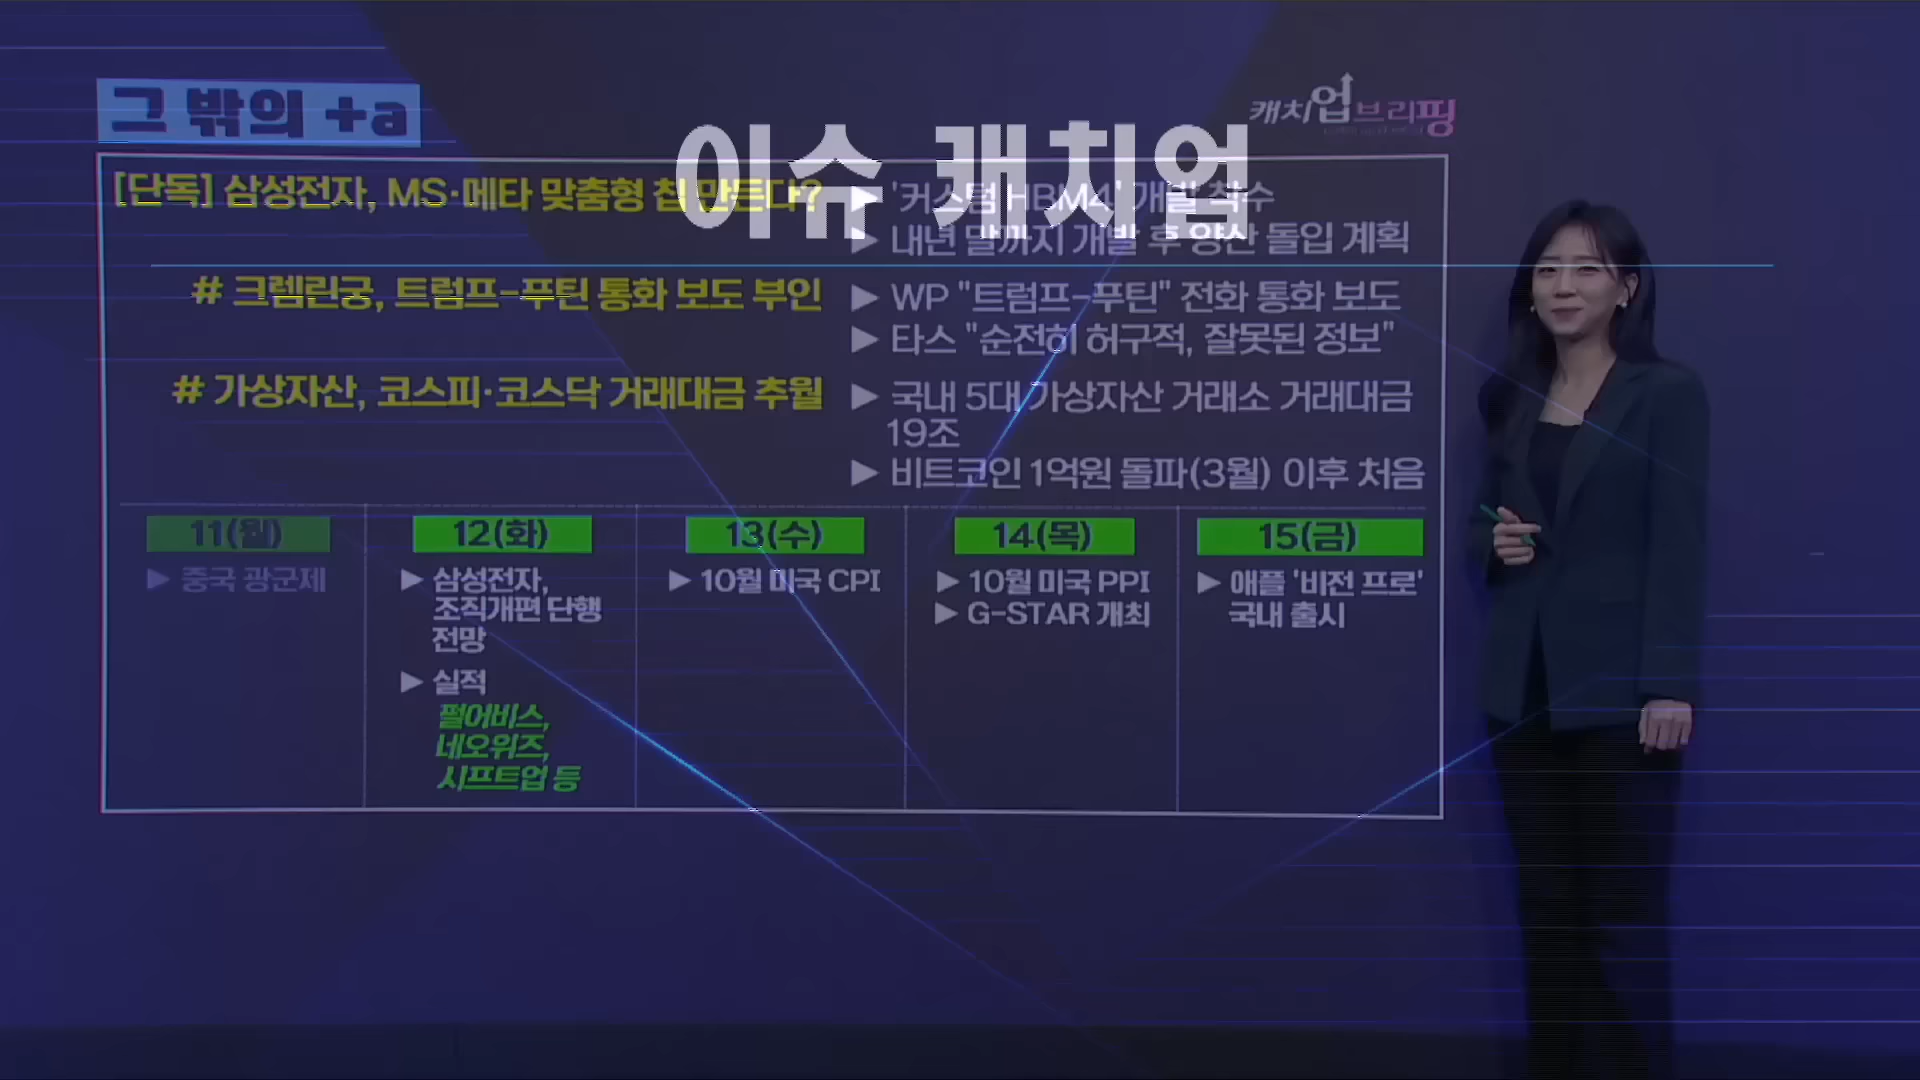 그 밖의 +a
캐치업브리핑
이슈 캐치업
[단독] 삼성전자, MS·메타 맞춤형 칩 만든다?
▶ '커스텀 HBM4' 개발 착수
▶ 내년 말까지 개발 후 양산 돌입 계획
# 크렘린궁, 트럼프-푸틴 통화 보도 부인
▶ WP "트럼프-푸틴" 전화 통화 보도
▶ 타스 "순전히 허구적, 잘못된 정보"
# 가상자산, 코스피·코스닥 거래대금 추월
▶ 국내 5대 가상자산 거래소 거래대금
19조
▶ 비트코인 1억원 돌파(3월) 이후 처음
11(월)
▶ 중국 광군제
12(화)
▶ 삼성전자,
조직개편 단행
전망
▶ 실적
펄어비스,
네오위즈,
시프트업 등
13(수)
▶ 10월 미국 CPI
14(목)
▶ 10월 미국 PPI
▶ G-STAR 개최
15(금)
▶ 애플 '비전 프로'
국내 출시